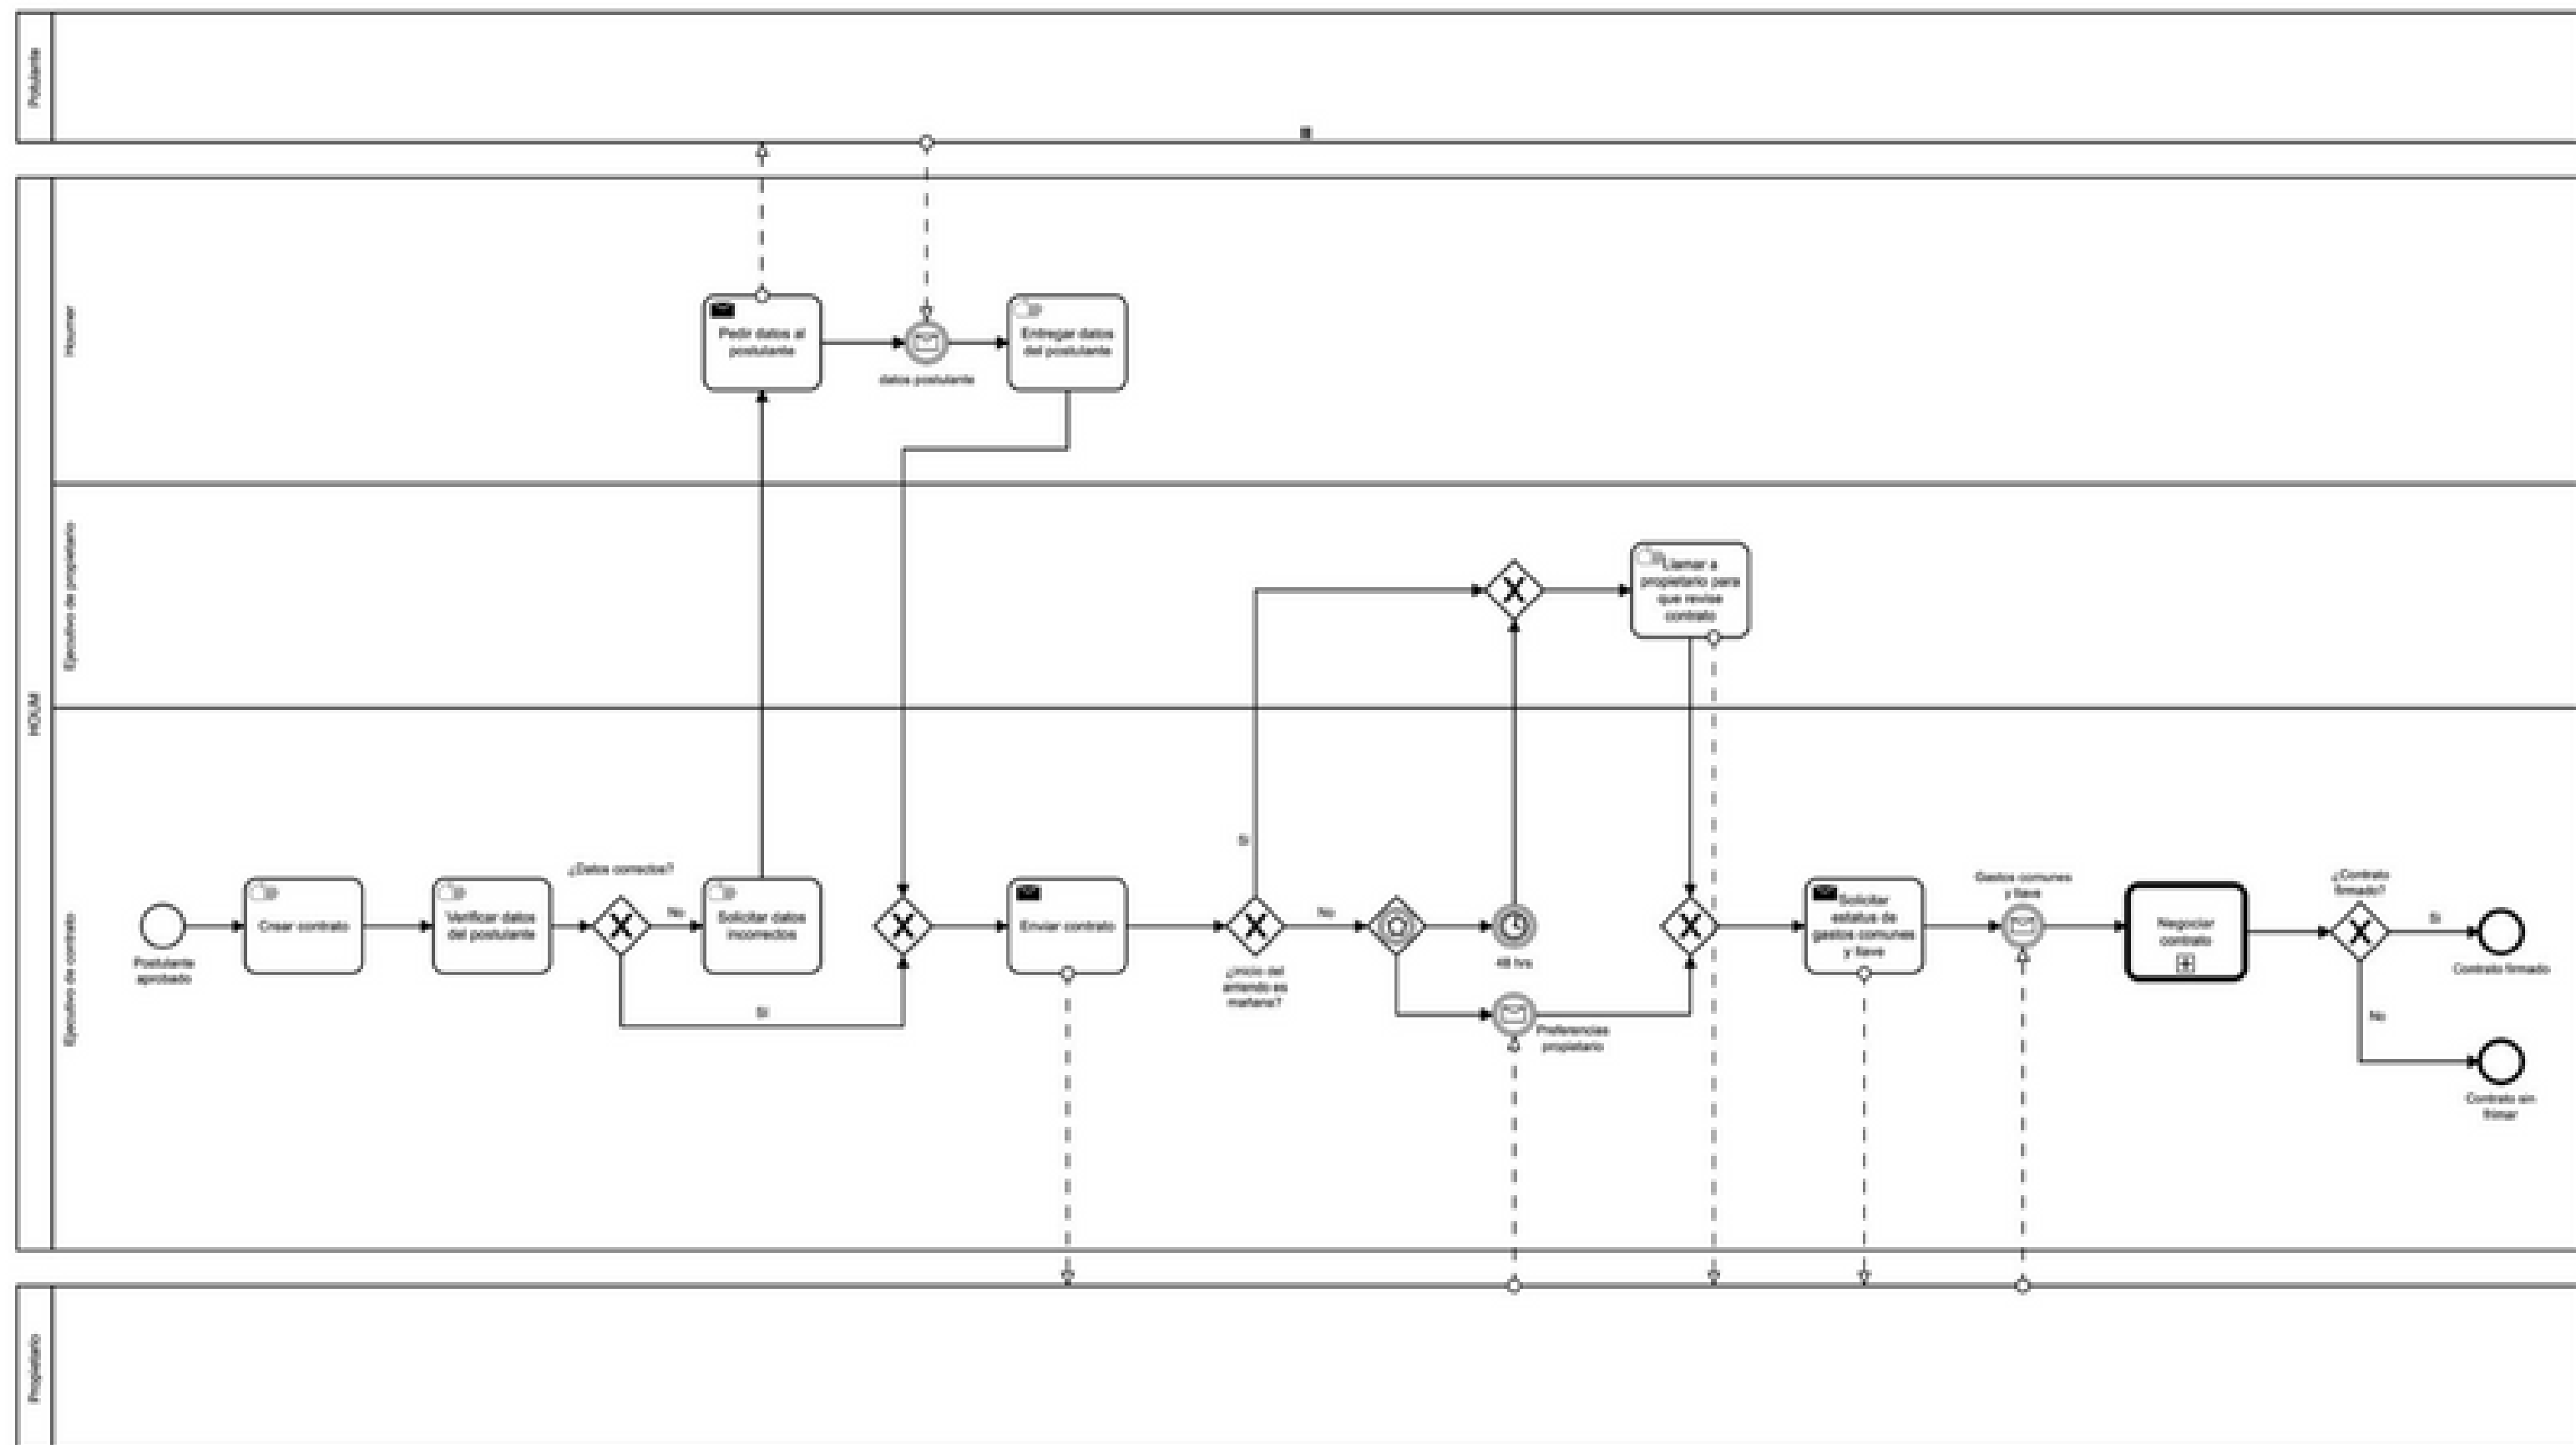 Postulante
HOUM
Houmer
Pedir datos al
postulante
datos postulante
Entregar datos
del postulante
Ejecutivo de propietario
Llamar a
propietario para
que revise
contrato
Ejecutivo de contrato
Postulante
aprobado
Crear contrato
Verificar datos
del postulante
¿Datos correctos?
No
Si
Solicitar datos
incorrectos
Enviar contrato
¿Inicio del
arriendo es
mañana?
Si
No
48 hrs
Preferencias
propietario
Solicitar
estatus de
gastos comunes
y llave
Gastos comunes
y llave
Negociar
contrato
¿Contrato
firmado?
Si
Contrato firmado
No
Contrato sin
frimar
Propietario